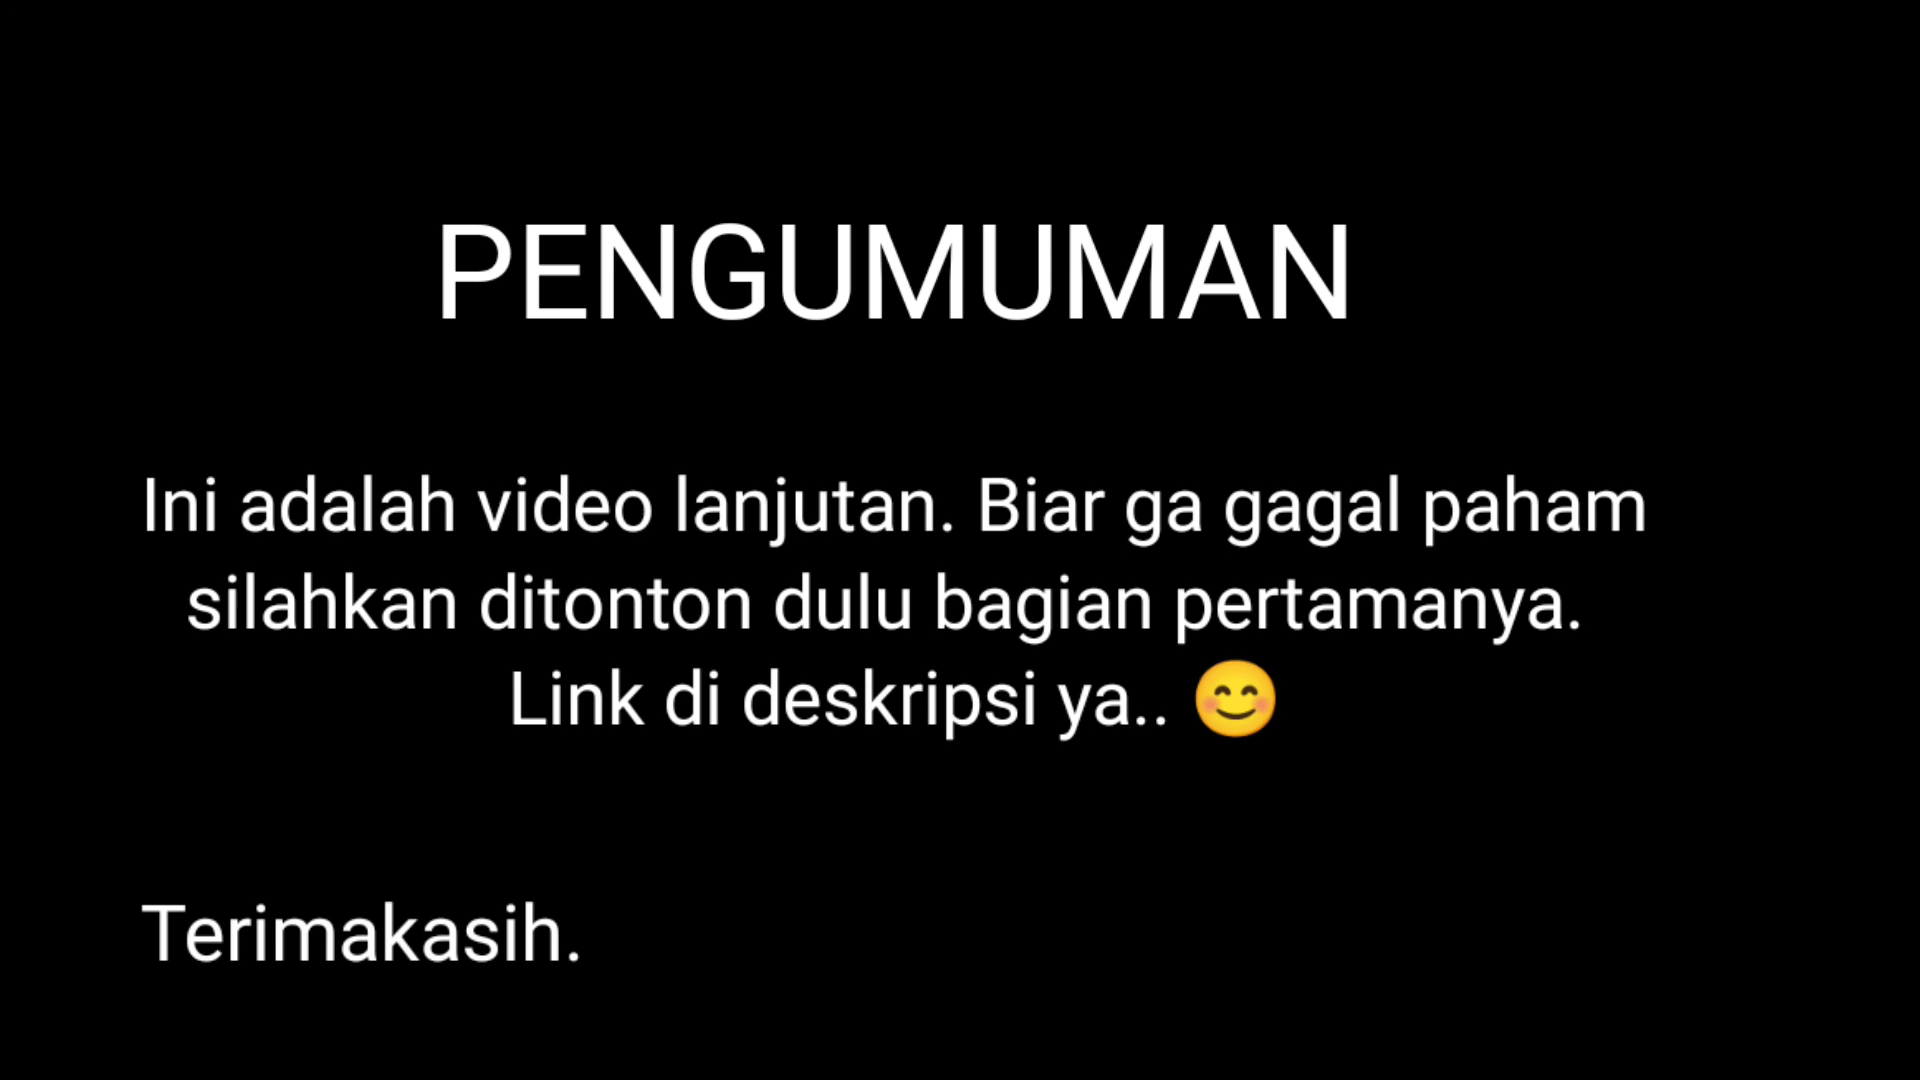 PENGUMUMAN
Ini adalah video lanjutan. Biar ga gagal paham
silahkan ditonton dulu bagian pertamanya.
Link di deskripsi ya.. 😊
Terimakasih.